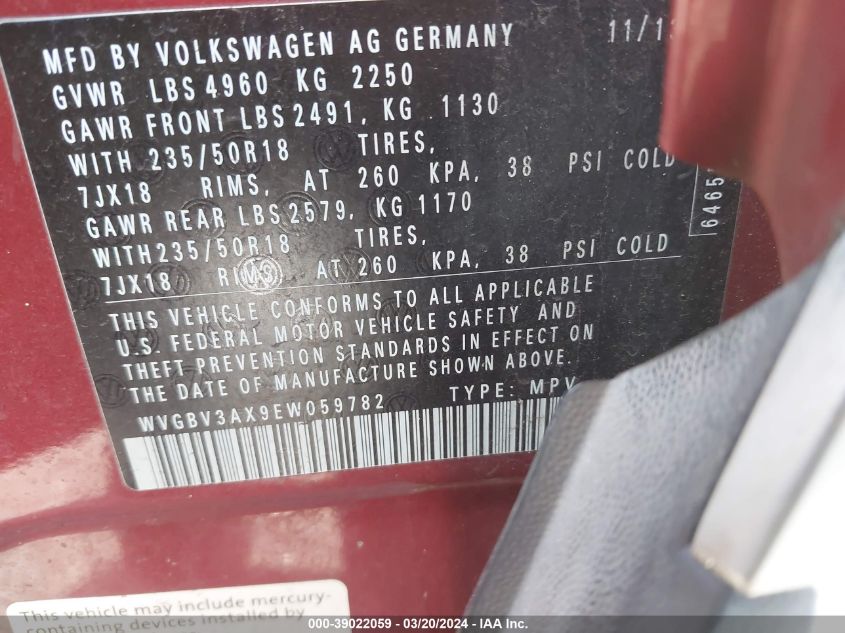 MFD BY VOLKSWAGEN AG GERMANY 11/1
GVWR LBS 4960 KG 2250
GAWR FRONT LBS 2491, KG 1130
WITH 235/50R18 TIRES,
7JX18 RIMS, AT 260 KPA, 38 PSI COLD
GAWR REAR LBS 2579, KG 1170
WITH 235/50R18 TIRES,
7JX18 RIMS AT 260 KPA, 38 PSI COLD
THIS VEHICLE CONFORMS TO ALL APPLICABLE
U.S. FEDERAL MOTOR VEHICLE SAFETY AND
THEFT PREVENTION STANDARDS IN EFFECT ON
THE DATE OF MANUFACTURE SHOWN ABOVE.
WVGBV3AX9EW059782 TYPE: MPV
6465
This vehicle may include mercury-
containing devices installed by
000-39022059 - 03/20/2024 - IAA Inc.